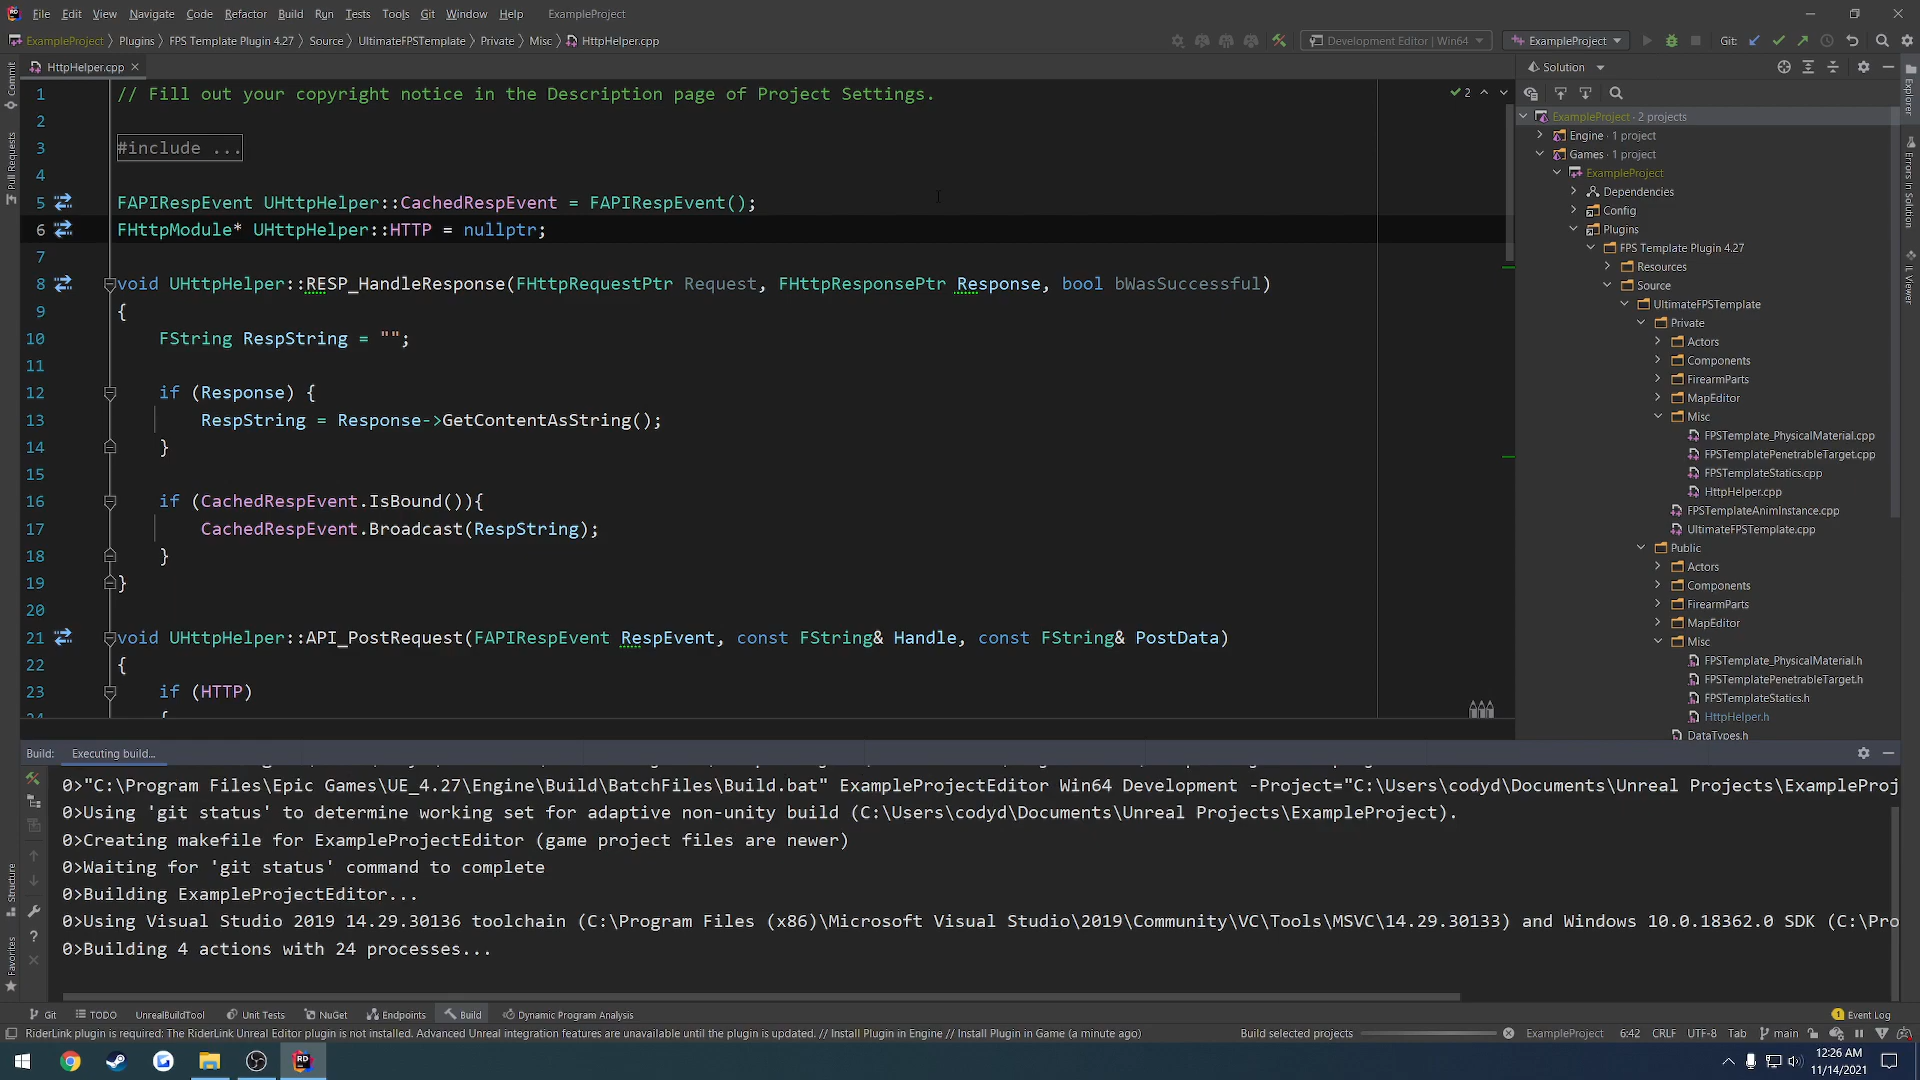 File Edit View Navigate Code Refactor Build Run Tests Tools Git Window Help ExampleProject
ExampleProject Plugins FPS Template Plugin 4.27 Source UltimateFPSTemplate Private Misc HttpHelper.cpp
Development Editor | Win64 ExampleProject Git:
HttpHelper.cpp
Solution
Commit
Pull Requests
Structure
Favorites
1 // Fill out your copyright notice in the Description page of Project Settings.
2
3 #include ...
4
5 FAPIRespEvent UHttpHelper::CachedRespEvent = FAPIRespEvent();
6 FHttpModule* UHttpHelper::HTTP = nullptr;
7
8 void UHttpHelper::RESP_HandleResponse(FHttpRequestPtr Request, FHttpResponsePtr Response, bool bWasSuccessful)
9 {
10 FString RespString = "";
11
12 if (Response) {
13 RespString = Response->GetContentAsString();
14 }
15
16 if (CachedRespEvent.IsBound()){
17 CachedRespEvent.Broadcast(RespString);
18 }
19 }
20
21 void UHttpHelper::API_PostRequest(FAPIRespEvent RespEvent, const FString& Handle, const FString& PostData)
22 {
23 if (HTTP)
24 {
2
ExampleProject · 2 projects
Engine · 1 project
Games · 1 project
ExampleProject
Dependencies
Config
Plugins
FPS Template Plugin 4.27
Resources
Source
UltimateFPSTemplate
Private
Actors
Components
FirearmParts
MapEditor
Misc
FPSTemplate_PhysicalMaterial.cpp
FPSTemplatePenetrableTarget.cpp
FPSTemplateStatics.cpp
HttpHelper.cpp
FPSTemplateAnimInstance.cpp
UltimateFPSTemplate.cpp
Public
Actors
Components
FirearmParts
MapEditor
Misc
FPSTemplate_PhysicalMaterial.h
FPSTemplatePenetrableTarget.h
FPSTemplateStatics.h
HttpHelper.h
DataTypes.h
Explorer
Errors In Solution
IL Viewer
Build: Executing build...
0>"C:\Program Files\Epic Games\UE_4.27\Engine\Build\BatchFiles\Build.bat" ExampleProjectEditor Win64 Development -Project="C:\Users\codyd\Documents\Unreal Projects\ExampleProj
0>Using 'git status' to determine working set for adaptive non-unity build (C:\Users\codyd\Documents\Unreal Projects\ExampleProject).
0>Creating makefile for ExampleProjectEditor (game project files are newer)
0>Waiting for 'git status' command to complete
0>Building ExampleProjectEditor...
0>Using Visual Studio 2019 14.29.30136 toolchain (C:\Program Files (x86)\Microsoft Visual Studio\2019\Community\VC\Tools\MSVC\14.29.30133) and Windows 10.0.18362.0 SDK (C:\Pro
0>Building 4 actions with 24 processes...
Git TODO UnrealBuildTool Unit Tests NuGet Endpoints Build Dynamic Program Analysis 1 Event Log
RiderLink plugin is required: The RiderLink Unreal Editor plugin is not installed. Advanced Unreal integration features are unavailable until the plugin is updated. // Install Plugin in Engine // Install Plugin in Game (a minute ago) Build selected projects ExampleProject 6:42 CRLF UTF-8 Tab main
12:26 AM
11/14/2021